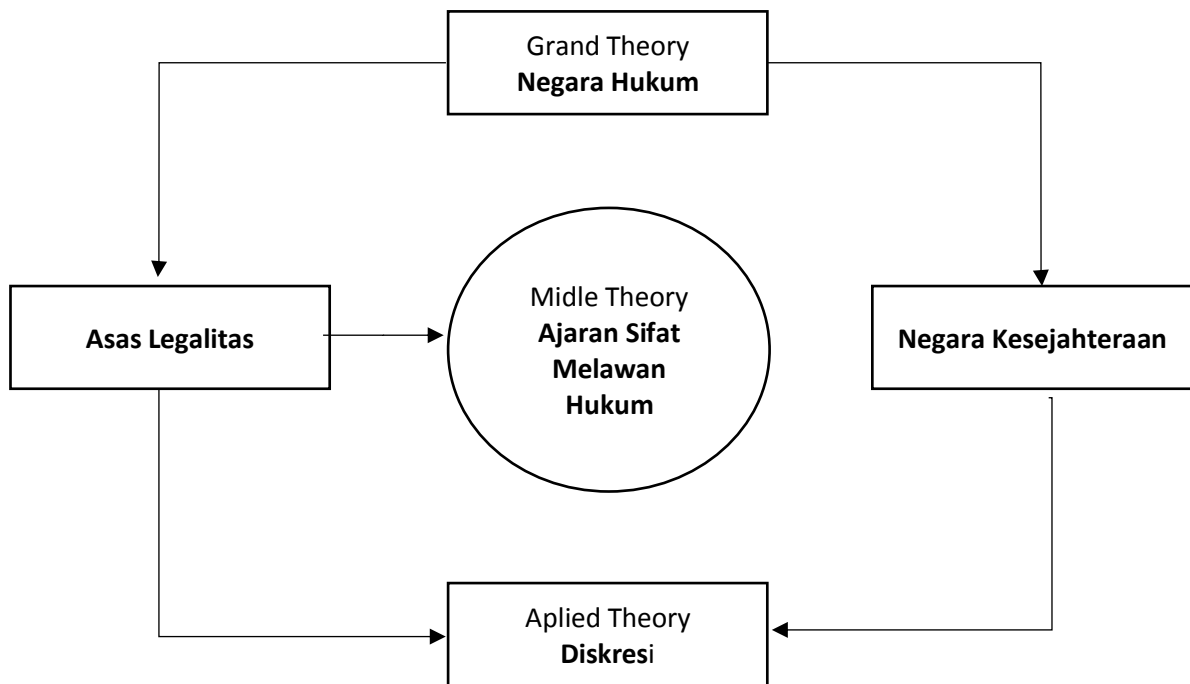 Grand Theory
Negara Hukum
Asas Legalitas
Midle Theory
Ajaran Sifat
Melawan
Hukum
Negara Kesejahteraan
Aplied Theory
Diskresi